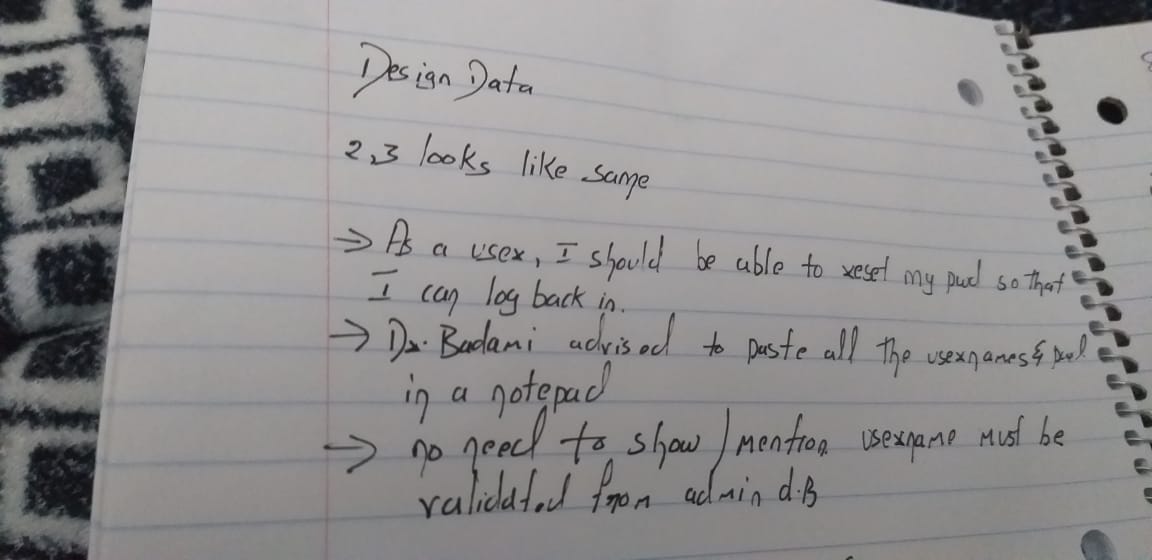 Design Data
2,3 looks like same
→ As a user, I should be able to reset my pwd so that
I can log back in.
→ Dr. Badami advised to paste all the usernames & pwd
in a notepad
→ no need to show / mention username must be
validated from admin d.B